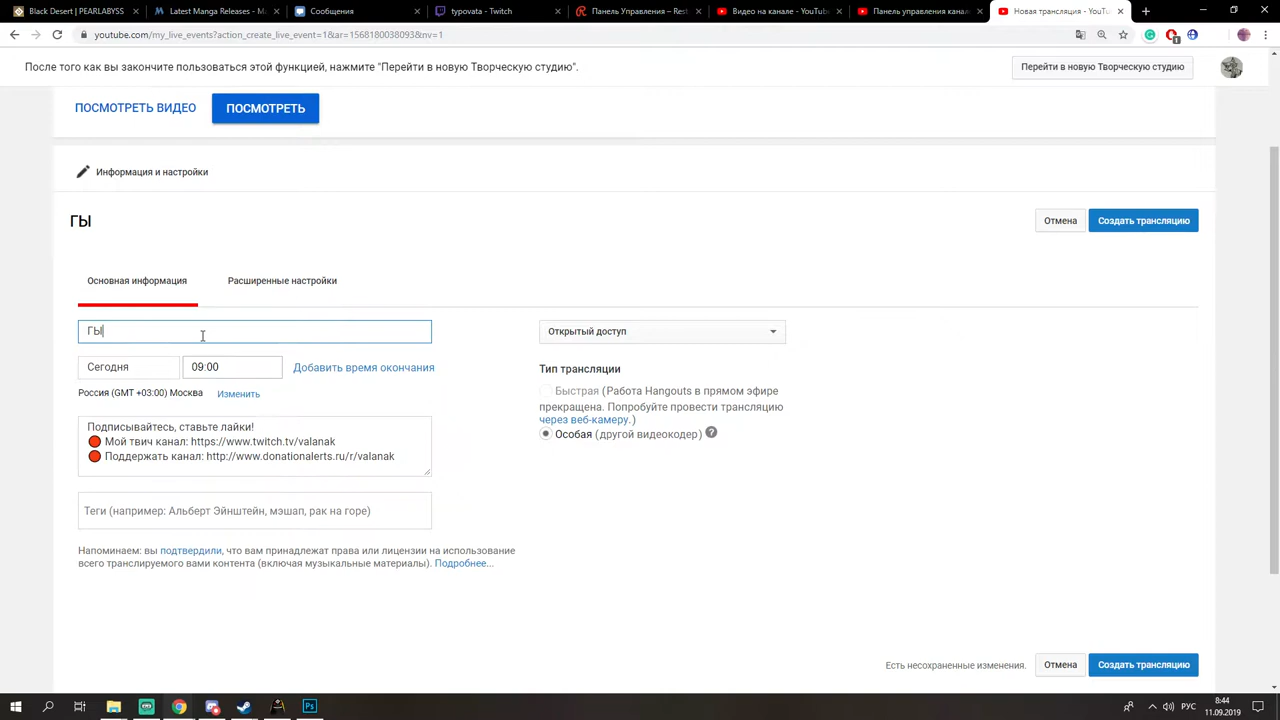 Black Desert | PEARLABYSS
Latest Manga Releases - M
Сообщения
typovata - Twitch
Панель Управления – Rest
Видео на канале - YouTub
Панель управления канал
Новая трансляция - YouTu
youtube.com/my_live_events?action_create_live_event=1&ar=1568180038093&nv=1
После того как вы закончите пользоваться этой функцией, нажмите "Перейти в новую Творческую студию".
Перейти в новую Творческую студию
ПОСМОТРЕТЬ ВИДЕО
ПОСМОТРЕТЬ
Информация и настройки
ГЫ
Отмена
Создать трансляцию
Основная информация
Расширенные настройки
ГЫ
Открытый доступ
Сегодня
09:00
Добавить время окончания
Россия (GMT +03:00) Москва
Изменить
Тип трансляции
Быстрая (Работа Hangouts в прямом эфире
прекращена. Попробуйте провести трансляцию
через веб-камеру.)
Особая (другой видеокодер)
Подписывайтесь, ставьте лайки!
Мой твич канал: https://www.twitch.tv/valanak
Поддержать канал: http://www.donationalerts.ru/r/valanak
Теги (например: Альберт Эйнштейн, мэшап, рак на горе)
Напоминаем: вы подтвердили, что вам принадлежат права или лицензии на использование
всего транслируемого вами контента (включая музыкальные материалы). Подробнее...
Есть несохраненные изменения.
Отмена
Создать трансляцию
РУС
8:44
11.09.2019